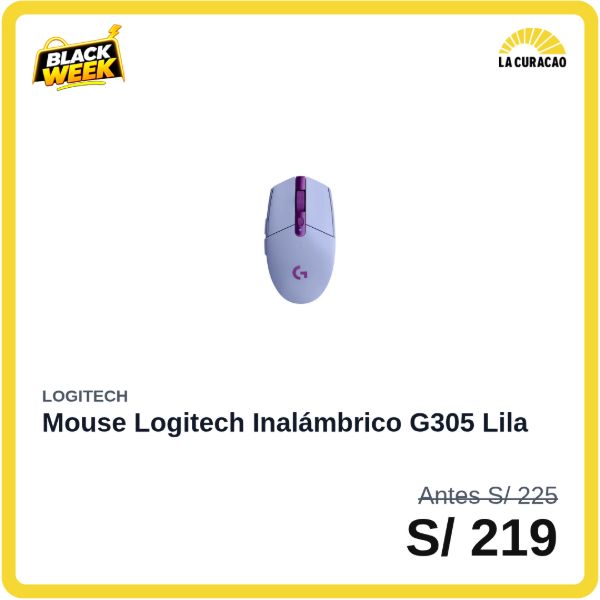 BLACK
WEEK
LA CURACAO
G
LOGITECH
Mouse Logitech Inalámbrico G305 Lila
Antes S/ 225
S/ 219